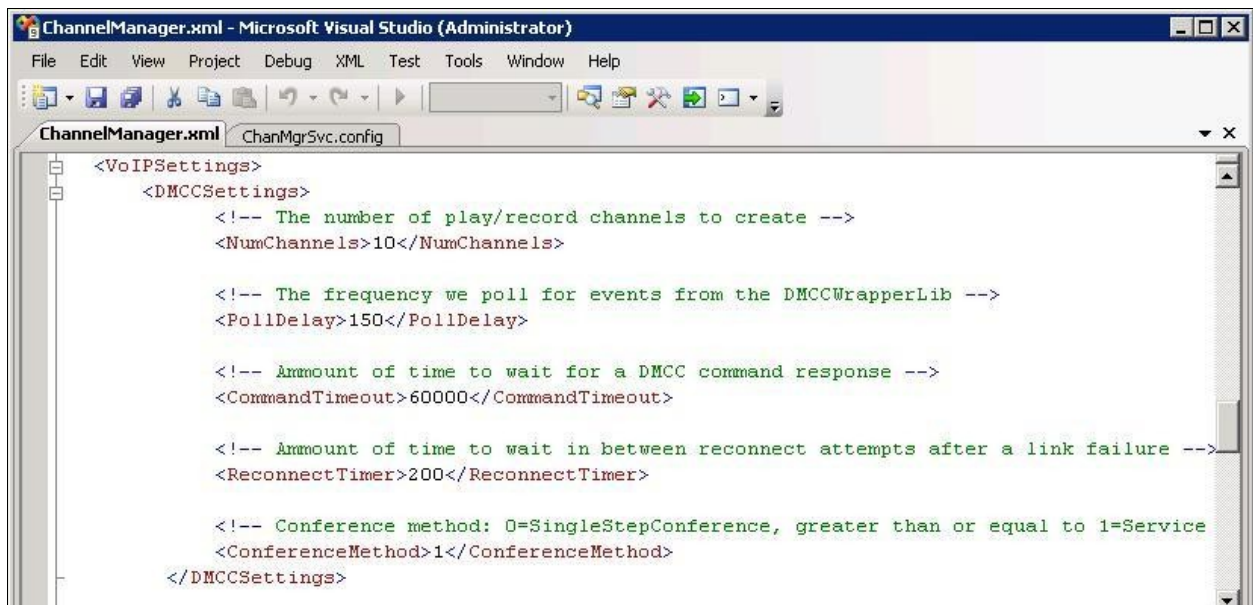 ChannelManager.xml - Microsoft Visual Studio (Administrator)
File Edit View Project Debug XML Test Tools Window Help
ChannelManager.xml ChanMgrSvc.config
<VoIPSettings>
<DMCCSettings>
<!-- The number of play/record channels to create -->
<NumChannels>10</NumChannels>
<!-- The frequency we poll for events from the DMCCWrapperLib -->
<PollDelay>150</PollDelay>
<!-- Ammount of time to wait for a DMCC command response -->
<CommandTimeout>60000</CommandTimeout>
<!-- Ammount of time to wait in between reconnect attempts after a link failure -->
<ReconnectTimer>200</ReconnectTimer>
<!-- Conference method: 0=SingleStepConference, greater than or equal to 1=Service
<ConferenceMethod>1</ConferenceMethod>
</DMCCSettings>